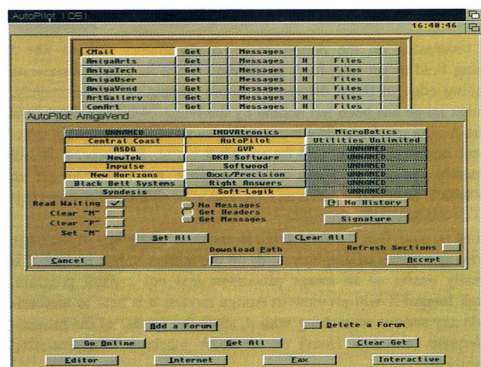 AutoPilot 1.051
16:40:46
CMail Get Messages Files
AmigaArts Get Messages H Files
AmigaTech Get Messages H Files
AmigaUser Get Messages H Files
AmigaVend Get Messages H Files
ArtGallery Get Messages H Files
ComArt Get Messages H Files
AutoPilot: AmigaVend
UNNAMED INOVAtronics MicroBotics
Central Coast AutoPilot Utilities Unlimited
ASDG GVP UNNAMED
NewTek DKB Software UNNAMED
Impulse Softwood UNNAMED
New Horizons Oxxi/Precision UNNAMED
Black Belt Systems Right Answers UNNAMED
Syndesis Soft-Logik UNNAMED
Read Waiting No Messages No History
Clear "M" Get Headers
Clear "P" Get Messages Signature
Set "M"
Set All CLear All
Download Path Refresh Sections
Cancel Accept
Add a Forum Delete a Forum
Go Online Get All Clear Get
Editor Internet Fax Interactive